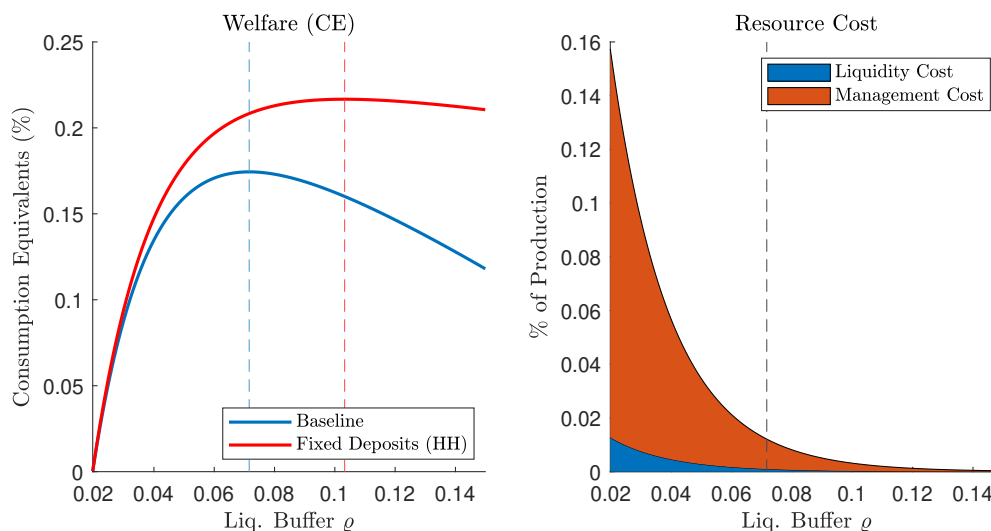 Welfare (CE)
0.25
0.2
0.15
0.1
0.05
0
Consumption Equivalents (%)
Baseline
Fixed Deposits (HH)
0.02
0.04
0.06
0.08
0.1
0.12
0.14
Liq. Buffer ϱ
Resource Cost
0.16
0.14
0.12
0.1
0.08
0.06
0.04
0.02
0
% of Production
Liquidity Cost
Management Cost
0.02
0.04
0.06
0.08
0.1
0.12
0.14
Liq. Buffer ϱ